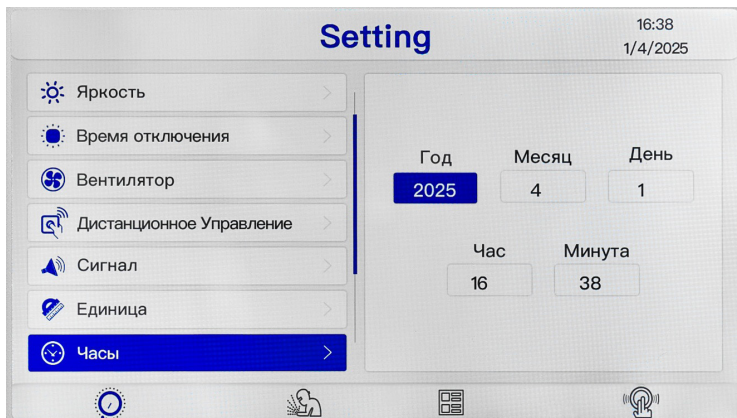 Setting
16:38
1/4/2025
Яркость
Время отключения
Вентилятор
Дистанционное Управление
Сигнал
Единица
Часы
Год
Месяц
День
2025
4
1
Час
Минута
16
38